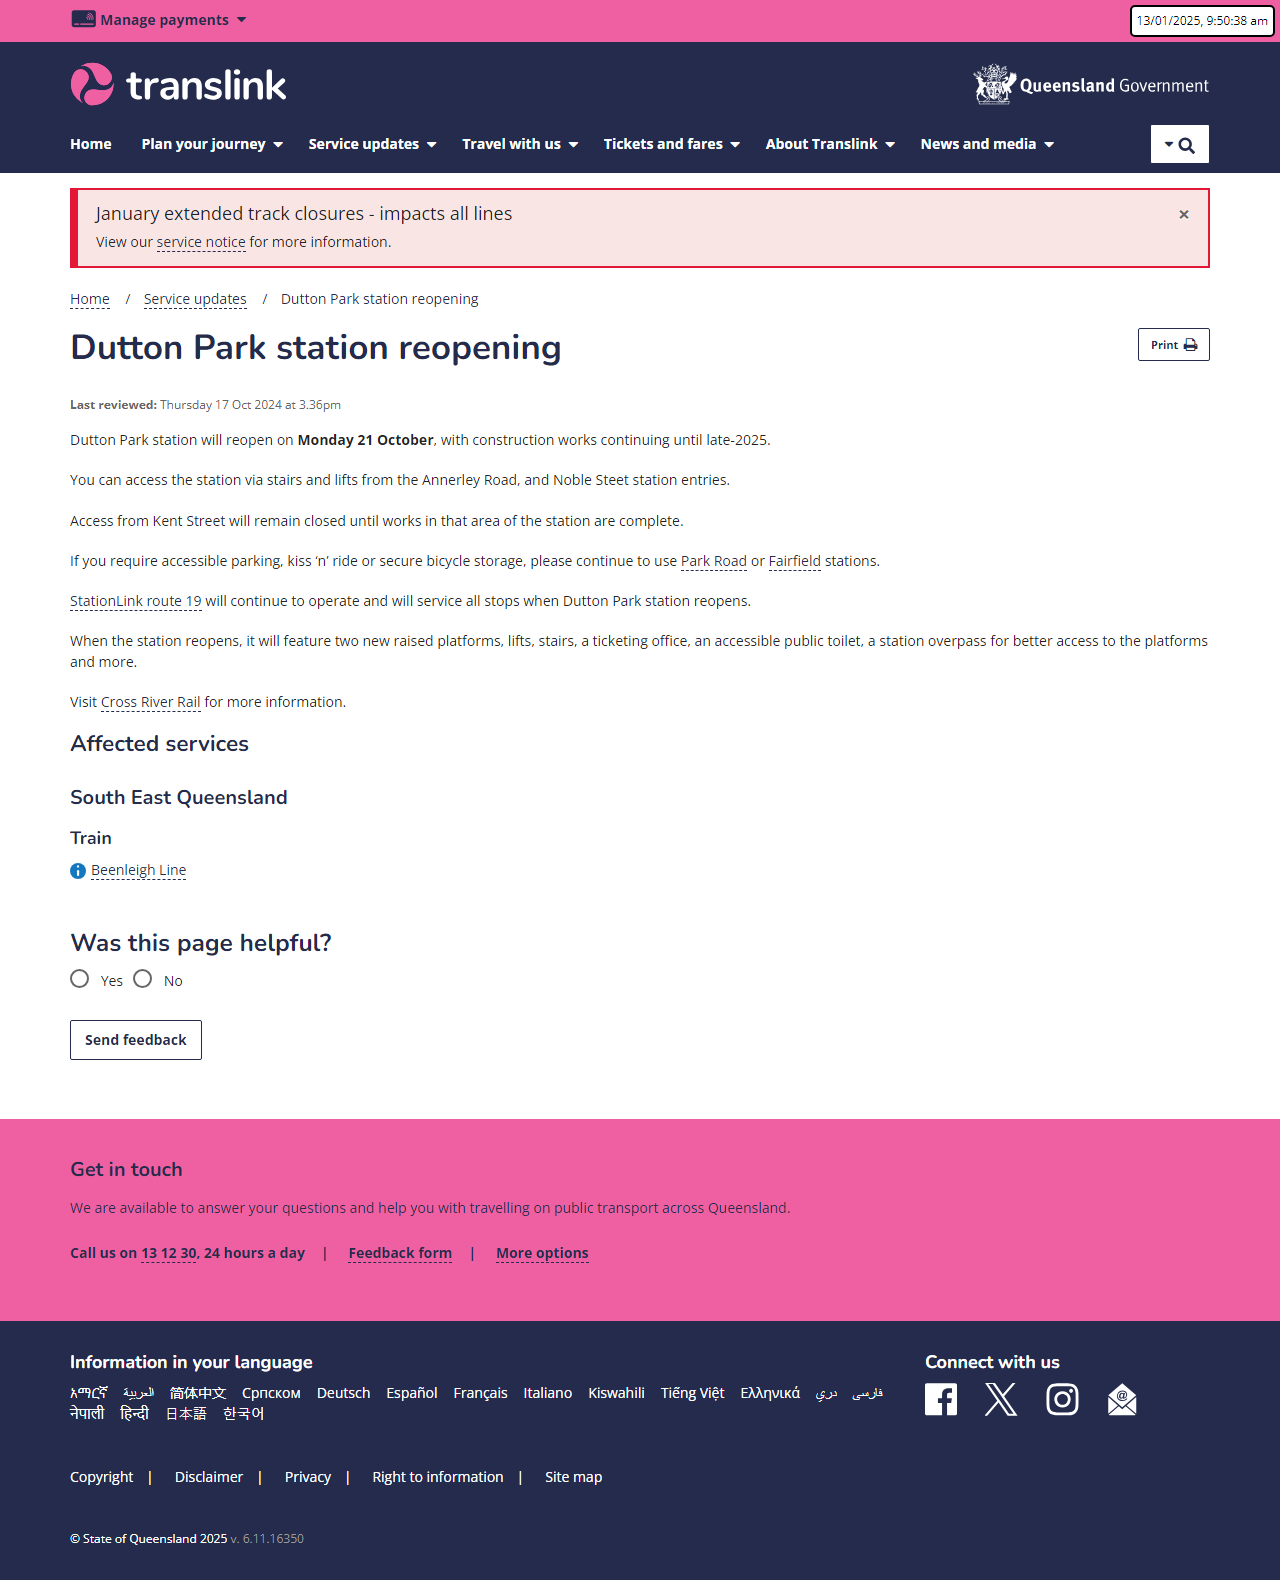 Manage payments
13/01/2025, 9:50:38 am
translink
Queensland Government
Home Plan your journey Service updates Travel with us Tickets and fares About Translink News and media
January extended track closures - impacts all lines ×
View our service notice for more information.
Home / Service updates / Dutton Park station reopening
Dutton Park station reopening
Print
Last reviewed: Thursday 17 Oct 2024 at 3.36pm
Dutton Park station will reopen on Monday 21 October, with construction works continuing until late-2025.
You can access the station via stairs and lifts from the Annerley Road, and Noble Steet station entries.
Access from Kent Street will remain closed until works in that area of the station are complete.
If you require accessible parking, kiss ‘n’ ride or secure bicycle storage, please continue to use Park Road or Fairfield stations.
StationLink route 19 will continue to operate and will service all stops when Dutton Park station reopens.
When the station reopens, it will feature two new raised platforms, lifts, stairs, a ticketing office, an accessible public toilet, a station overpass for better access to the platforms
and more.
Visit Cross River Rail for more information.
Affected services
South East Queensland
Train
Beenleigh Line
Was this page helpful?
Yes No
Send feedback
Get in touch
We are available to answer your questions and help you with travelling on public transport across Queensland.
Call us on 13 12 30, 24 hours a day | Feedback form | More options
Information in your language
አማርኛ العربية 简体中文 Српском Deutsch Español Français Italiano Kiswahili Tiếng Việt Ελληνικά دري فارسی
नेपाली हिन्दी 日本語 한국어
Connect with us
Copyright | Disclaimer | Privacy | Right to information | Site map
© State of Queensland 2025 v. 6.11.16350